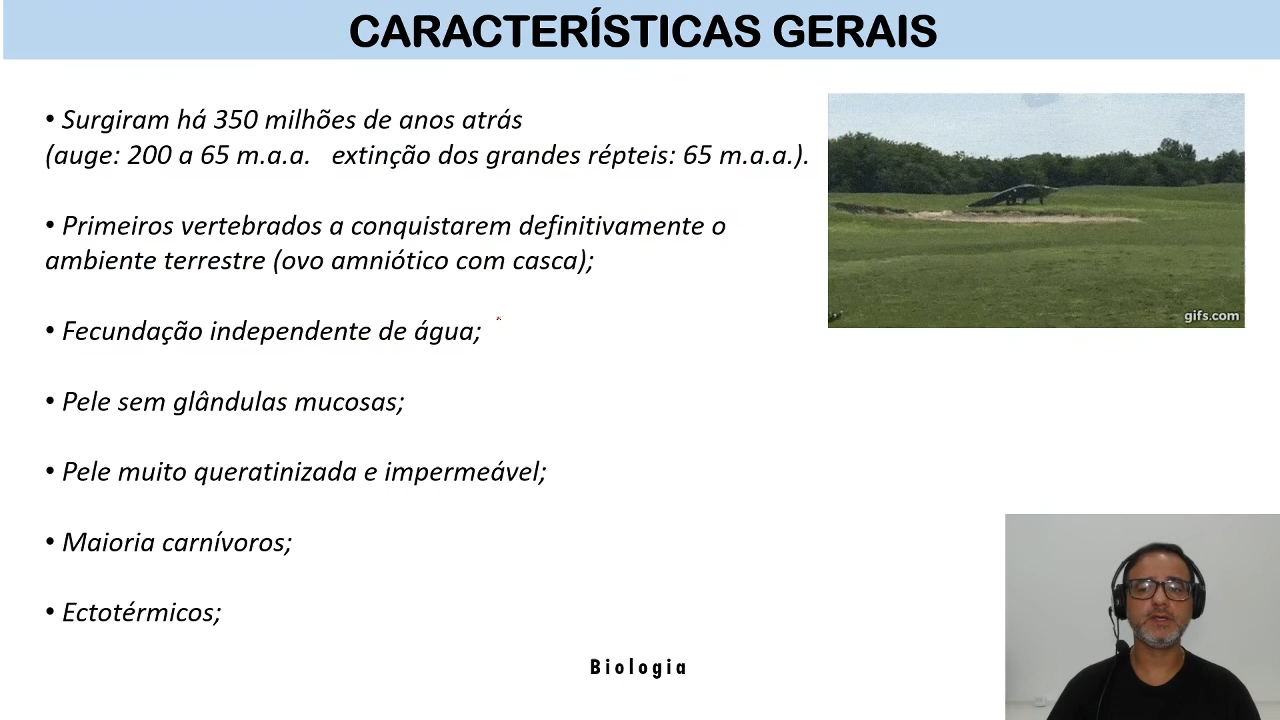 CARACTERÍSTICAS GERAIS
• Surgiram há 350 milhões de anos atrás
(auge: 200 a 65 m.a.a. extinção dos grandes répteis: 65 m.a.a.).
• Primeiros vertebrados a conquistarem definitivamente o
ambiente terrestre (ovo amniótico com casca);
• Fecundação independente de água;
• Pele sem glândulas mucosas;
• Pele muito queratinizada e impermeável;
• Maioria carnívoros;
• Ectotérmicos;
gifs.com
Biologia